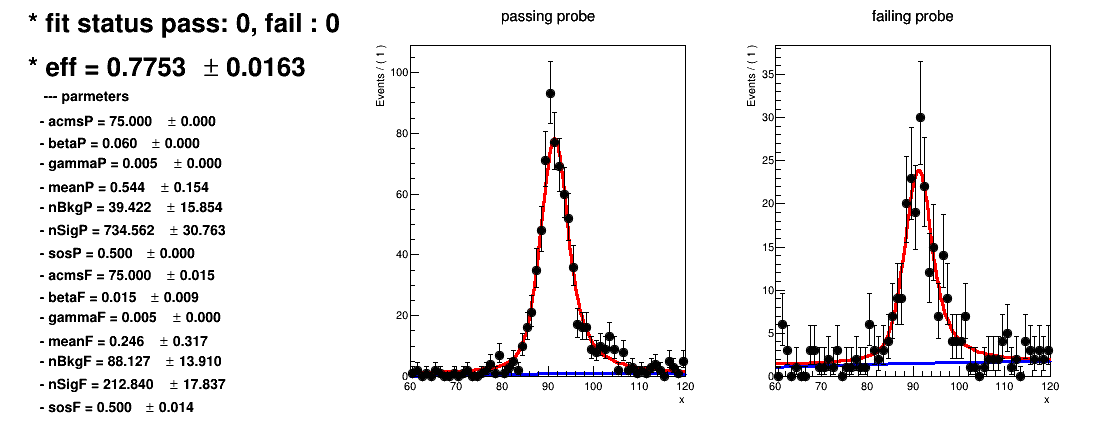 * fit status pass: 0, fail : 0
* eff = 0.7753 ± 0.0163
--- parmeters
- acmsP = 75.000 ± 0.000
- betaP = 0.060 ± 0.000
- gammaP = 0.005 ± 0.000
- meanP = 0.544 ± 0.154
- nBkgP = 39.422 ± 15.854
- nSigP = 734.562 ± 30.763
- sosP = 0.500 ± 0.000
- acmsF = 75.000 ± 0.015
- betaF = 0.015 ± 0.009
- gammaF = 0.005 ± 0.000
- meanF = 0.246 ± 0.317
- nBkgF = 88.127 ± 13.910
- nSigF = 212.840 ± 17.837
- sosF = 0.500 ± 0.014
passing probe
Events / ( 1 )
100
80
60
40
20
0
60 70 80 90 100 110 120
x
failing probe
Events / ( 1 )
35
30
25
20
15
10
5
0
60 70 80 90 100 110 120
x